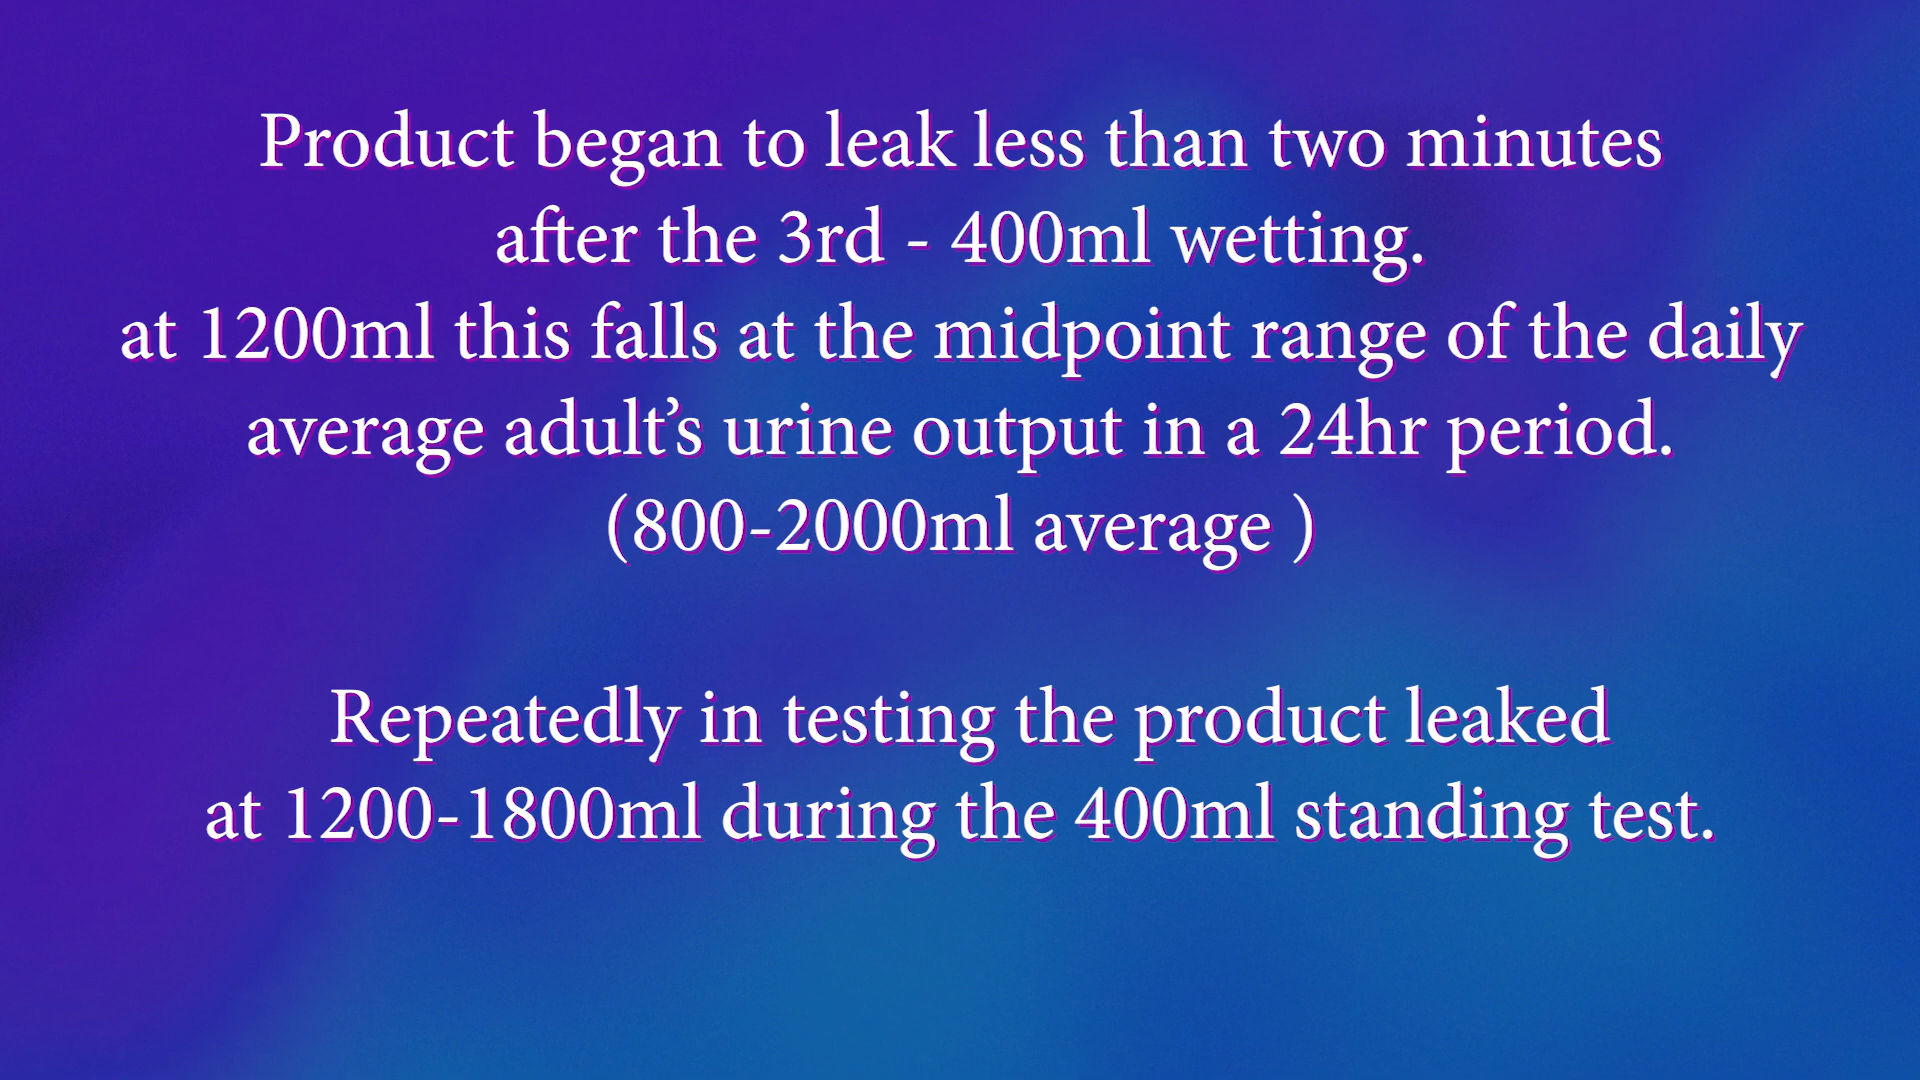 Product began to leak less than two minutes
after the 3rd - 400ml wetting.
at 1200ml this falls at the midpoint range of the daily
average adult’s urine output in a 24hr period.
(800-2000ml average )
Repeatedly in testing the product leaked
at 1200-1800ml during the 400ml standing test.